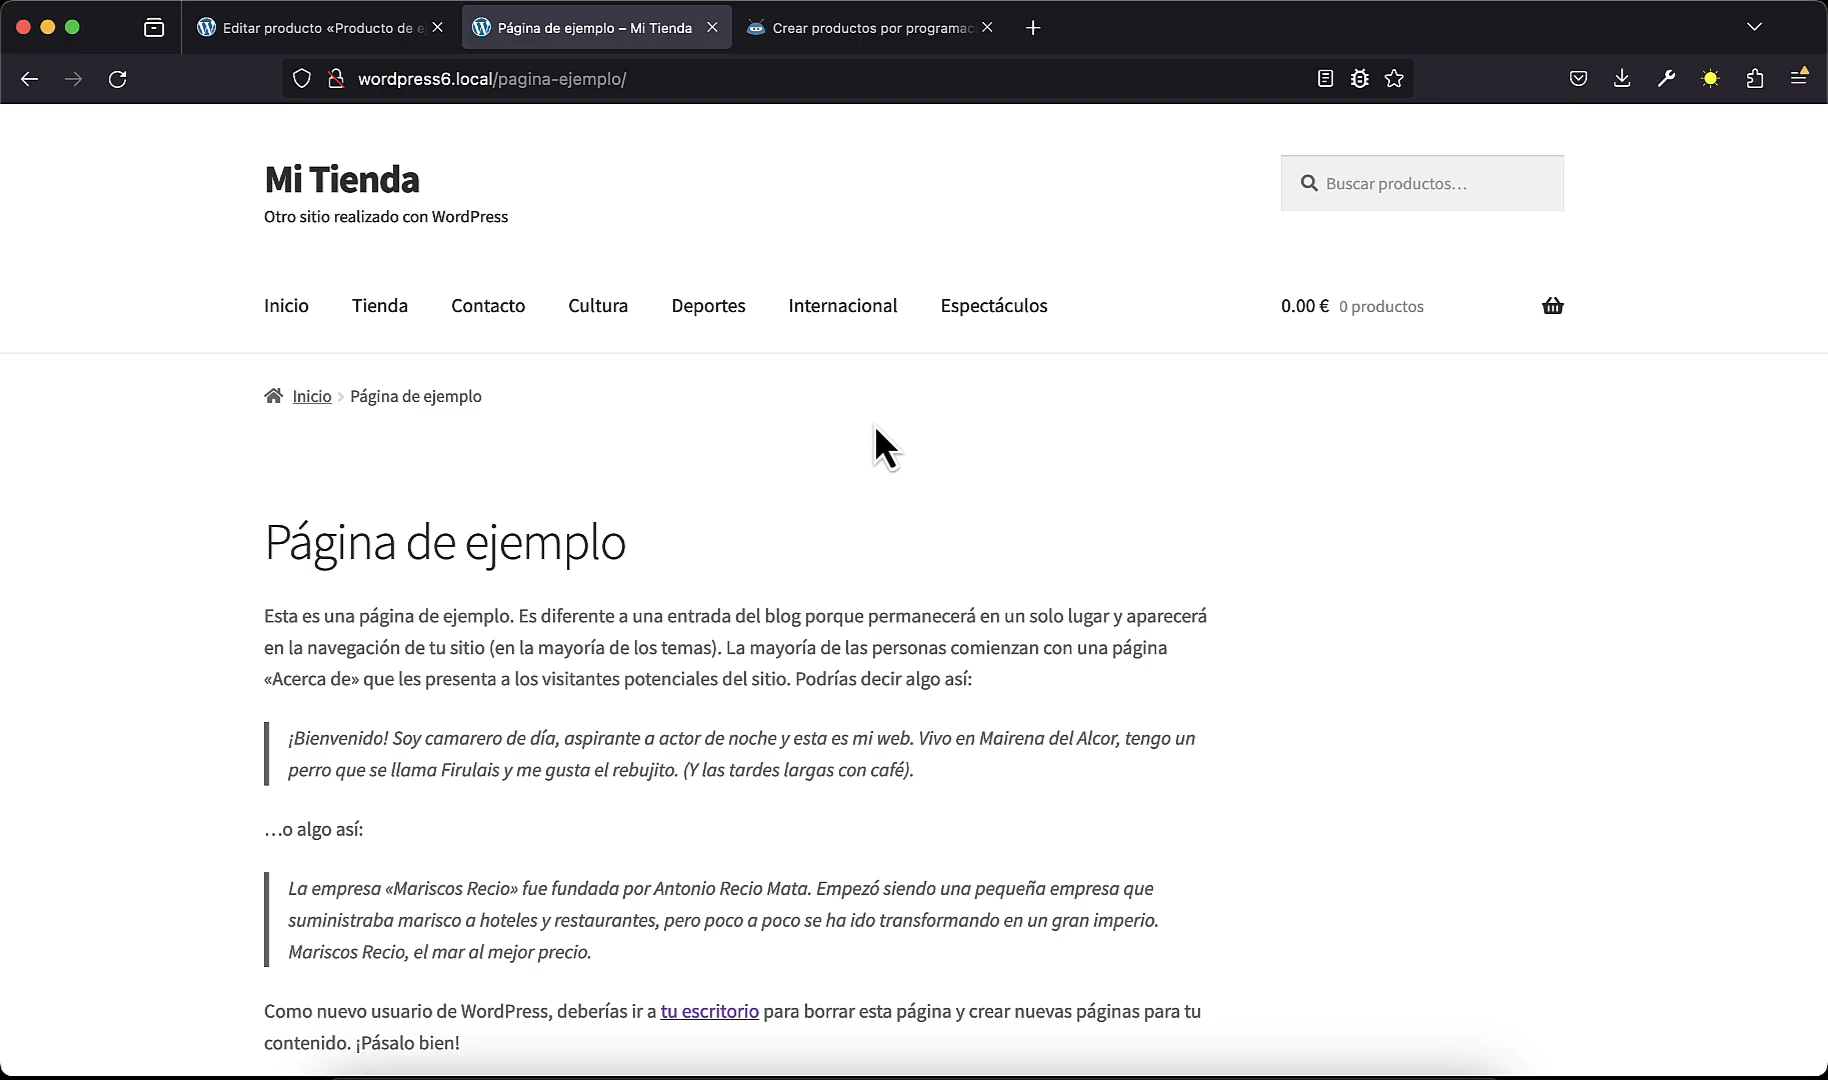 Editar producto «Producto de e
Página de ejemplo – Mi Tienda
Crear productos por programac
wordpress6.local/pagina-ejemplo/
Mi Tienda
Otro sitio realizado con WordPress
Buscar productos…
Inicio Tienda Contacto Cultura Deportes Internacional Espectáculos
0.00 € 0 productos
Inicio › Página de ejemplo
Página de ejemplo
Esta es una página de ejemplo. Es diferente a una entrada del blog porque permanecerá en un solo lugar y aparecerá
en la navegación de tu sitio (en la mayoría de los temas). La mayoría de las personas comienzan con una página
«Acerca de» que les presenta a los visitantes potenciales del sitio. Podrías decir algo así:
¡Bienvenido! Soy camarero de día, aspirante a actor de noche y esta es mi web. Vivo en Mairena del Alcor, tengo un
perro que se llama Firulais y me gusta el rebujito. (Y las tardes largas con café).
…o algo así:
La empresa «Mariscos Recio» fue fundada por Antonio Recio Mata. Empezó siendo una pequeña empresa que
suministraba marisco a hoteles y restaurantes, pero poco a poco se ha ido transformando en un gran imperio.
Mariscos Recio, el mar al mejor precio.
Como nuevo usuario de WordPress, deberías ir a tu escritorio para borrar esta página y crear nuevas páginas para tu
contenido. ¡Pásalo bien!